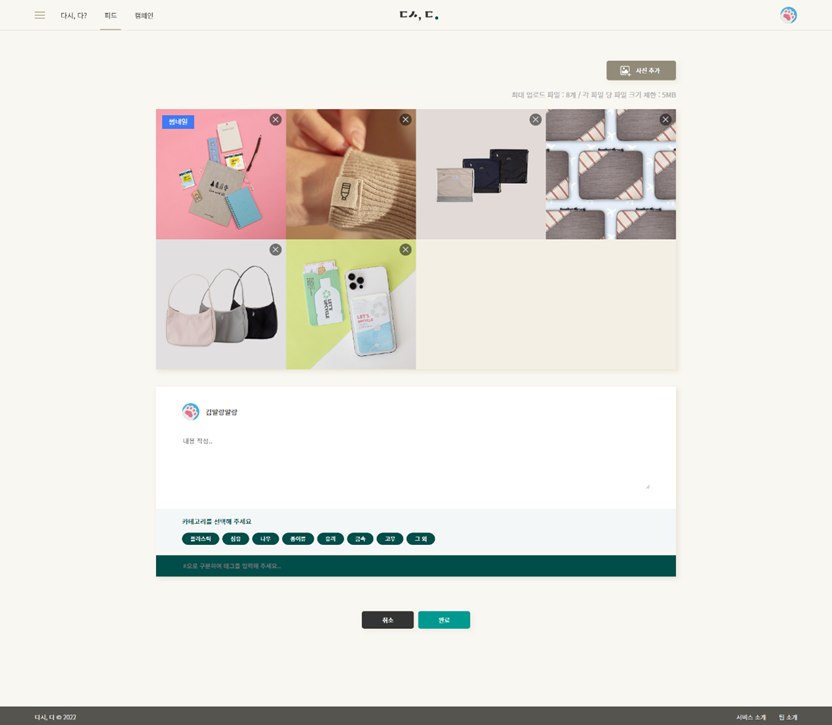 다시, 다?
피드
캠페인
다시, 다.
사진 추가
최대 업로드 파일 : 8개 / 각 파일 당 파일 크기 제한 : 5MB
썸네일
LET'S
UPCYCLE
LET'S
UPCYCLE
김말랑말랑
내용 작성..
카테고리를 선택해 주세요
플라스틱
섬유
나무
종이류
유리
금속
고무
그 외
#으로 구분하여 태그를 입력해 주세요..
취소
완료
다시, 다 © 2022
서비스 소개
팀 소개